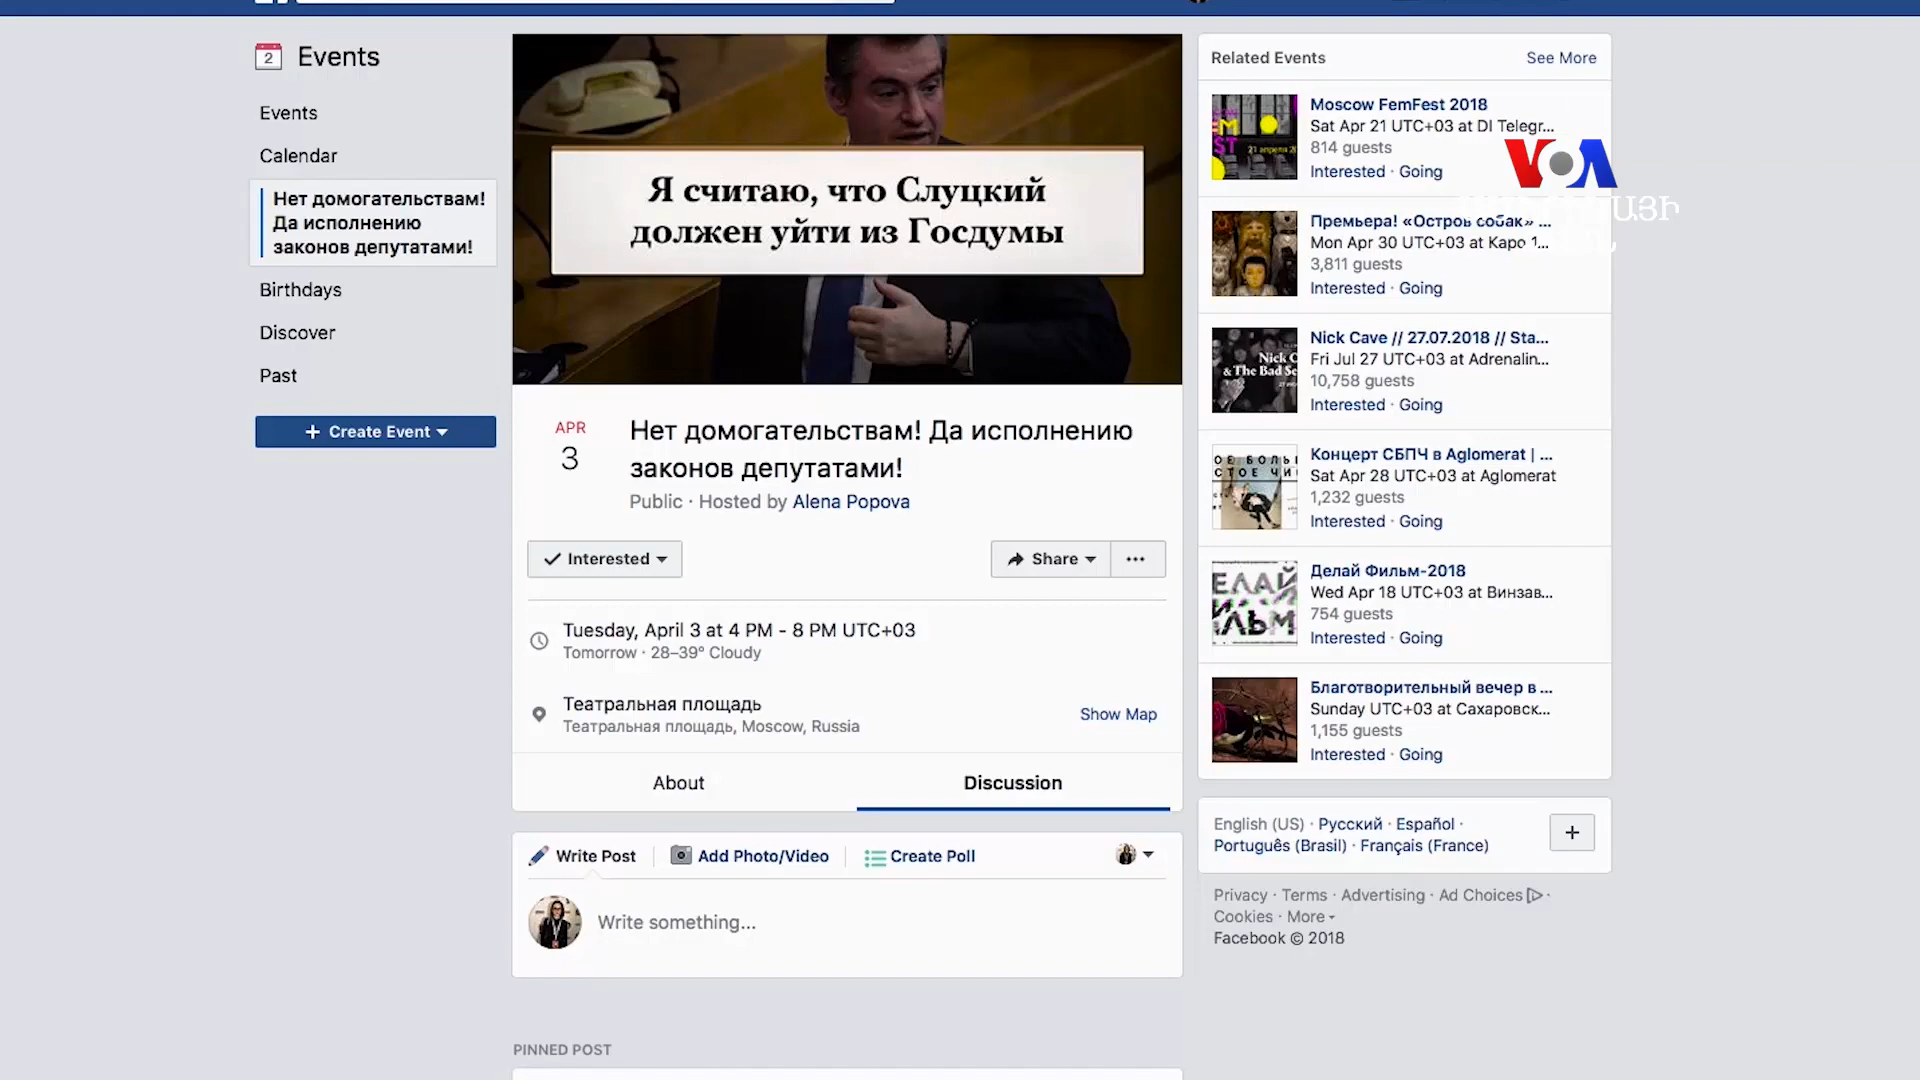 Events
Events
Calendar
Нет домогательствам!
Да исполнению
законов депутатами!
Birthdays
Discover
Past
+ Create Event
Я считаю, что Слуцкий
должен уйти из Госдумы
APR
3
Нет домогательствам! Да исполнению
законов депутатами!
Public · Hosted by Alena Popova
Interested
Share
Tuesday, April 3 at 4 PM - 8 PM UTC+03
Tomorrow · 28–39° Cloudy
Театральная площадь
Театральная площадь, Moscow, Russia
Show Map
About
Discussion
Write Post
Add Photo/Video
Create Poll
Write something...
PINNED POST
Related Events
See More
Moscow FemFest 2018
Sat Apr 21 UTC+03 at DI Telegr...
814 guests
Interested · Going
VOA
Премьера! «Остров собак» ...
Mon Apr 30 UTC+03 at Каро 1...
3,811 guests
Interested · Going
Nick Cave // 27.07.2018 // Sta...
Fri Jul 27 UTC+03 at Adrenalin...
10,758 guests
Interested · Going
Концерт СБПЧ в Aglomerat | ...
Sat Apr 28 UTC+03 at Aglomerat
1,232 guests
Interested · Going
Делай Фильм-2018
Wed Apr 18 UTC+03 at Винзав...
754 guests
Interested · Going
Благотворительный вечер в ...
Sunday UTC+03 at Сахаровск...
1,155 guests
Interested · Going
English (US) · Русский · Español ·
Português (Brasil) · Français (France)
Privacy · Terms · Advertising · Ad Choices ·
Cookies · More
Facebook © 2018